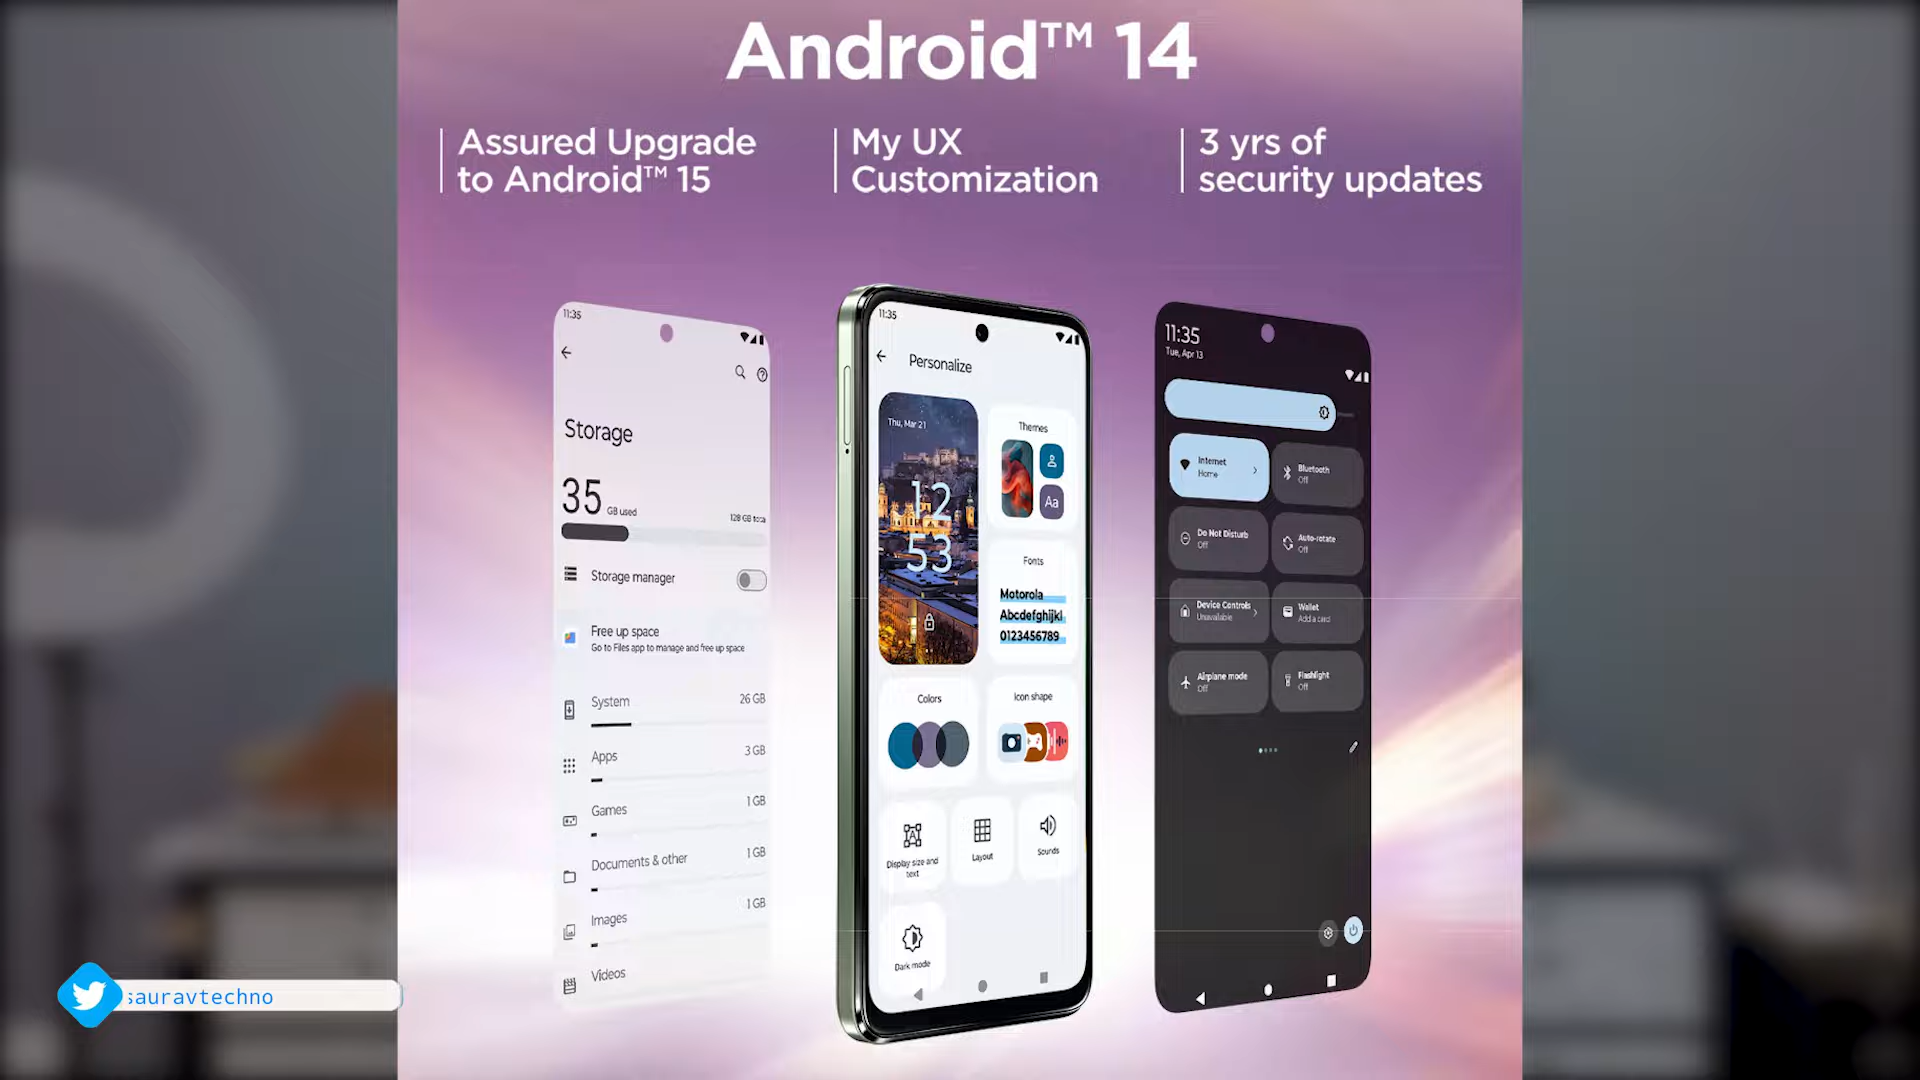 Android™ 14
Assured Upgrade
to Android™ 15
My UX
Customization
3 yrs of
security updates
11:35
Storage
35 GB used
128 GB total
Storage manager
Free up space
Go to Files app to manage and free up space
System 26 GB
Apps 3 GB
Games 1 GB
Documents & other 1 GB
Images 1 GB
Videos
11:35
Personalize
Thu, Mar 21
12
53
Themes
Aa
Fonts
Motorola
Abcdefghijkl
0123456789
Colors
Icon shape
Display size and
text
Layout
Sounds
Dark mode
11:35
Tue, Apr 13
Internet
Home
Bluetooth
Off
Do Not Disturb
Off
Auto-rotate
Off
Device Controls
Unavailable
Wallet
Add a card
Airplane mode
Off
Flashlight
Off
sauravtechno